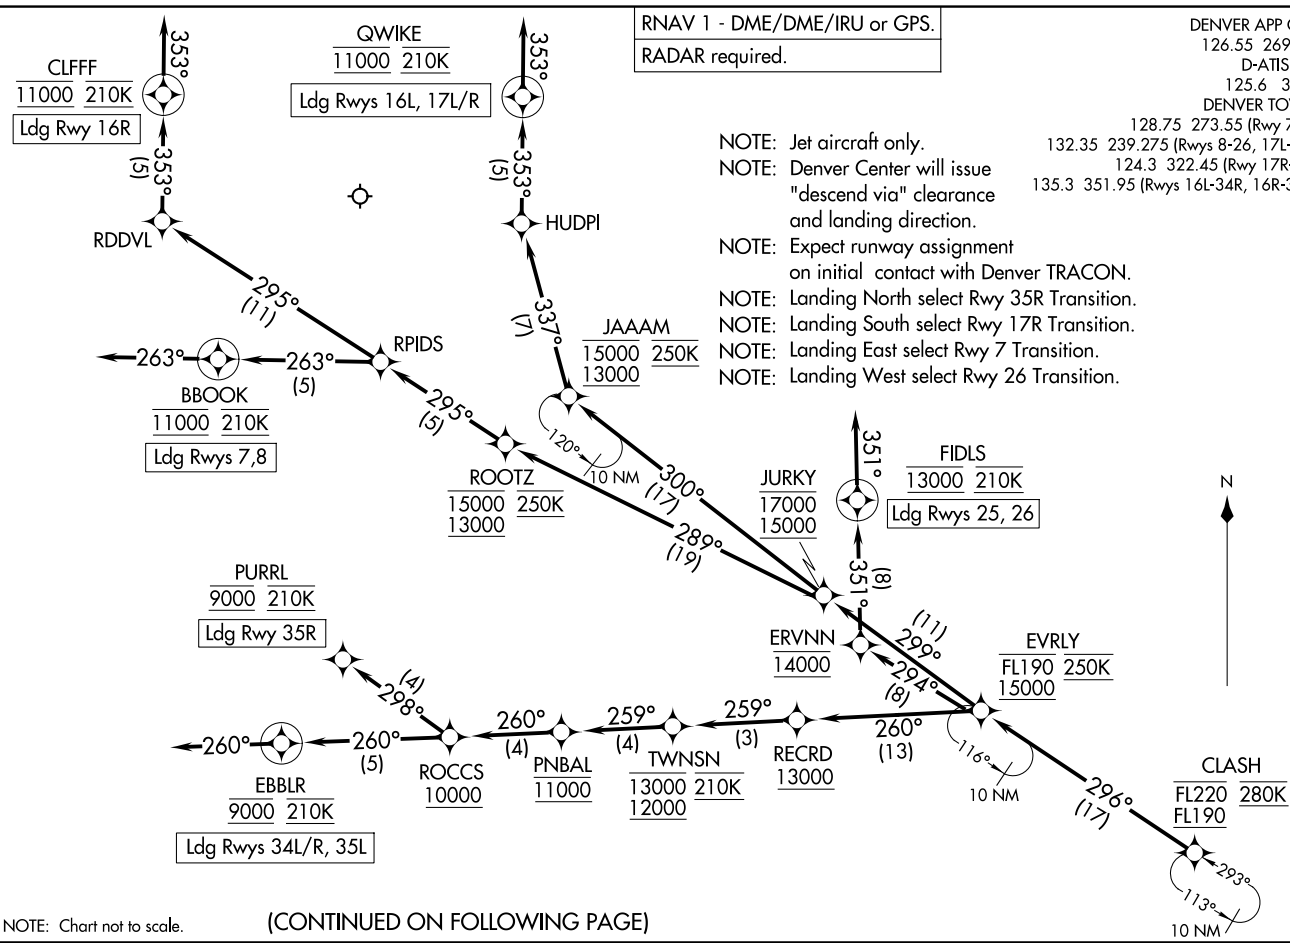 RNAV 1 - DME/DME/IRU or GPS.
RADAR required.
DENVER APP
126.55 269
D-ATIS
125.6 3
DENVER
128.75 273.55 (Rwy 7
132.35 239.275 (Rwys 8-26, 17L-
124.3 322.45 (Rwy 17R-
135.3 351.95 (Rwys 16L-34R, 16R-3
NOTE: Jet aircraft only.
NOTE: Denver Center will issue
"descend via" clearance
and landing direction.
NOTE: Expect runway assignment
on initial contact with Denver TRACON.
NOTE: Landing North select Rwy 35R Transition.
NOTE: Landing South select Rwy 17R Transition.
NOTE: Landing East select Rwy 7 Transition.
NOTE: Landing West select Rwy 26 Transition.
CLFFF
11000 210K
Ldg Rwy 16R
353°
353°
(5)
RDDVL
QWIKE
11000 210K
Ldg Rwys 16L, 17L/R
353°
353°
(5)
HUDPI
295°
(11)
337°
(7)
JAAAM
15000 250K
13000
120°
10 NM
RPIDS
263°
263°
(5)
BBOOK
11000 210K
Ldg Rwys 7,8
295°
(5)
ROOTZ
15000 250K
13000
300°
(17)
289°
(19)
JURKY
17000
15000
351°
FIDLS
13000 210K
Ldg Rwys 25, 26
351°
(8)
N
ERVNN
14000
(11)
299°
294°
(8)
EVRLY
FL190 250K
15000
116°
10 NM
PURRL
9000 210K
Ldg Rwy 35R
(4)
298°
260°
260°
(5)
EBBLR
9000 210K
Ldg Rwys 34L/R, 35L
ROCCS
10000
260°
(4)
PNBAL
11000
259°
(4)
TWNSN
13000 210K
12000
259°
(3)
RECRD
13000
260°
(13)
296°
(17)
CLASH
FL220 280K
FL190
293°
113°
10 NM
NOTE: Chart not to scale.
(CONTINUED ON FOLLOWING PAGE)